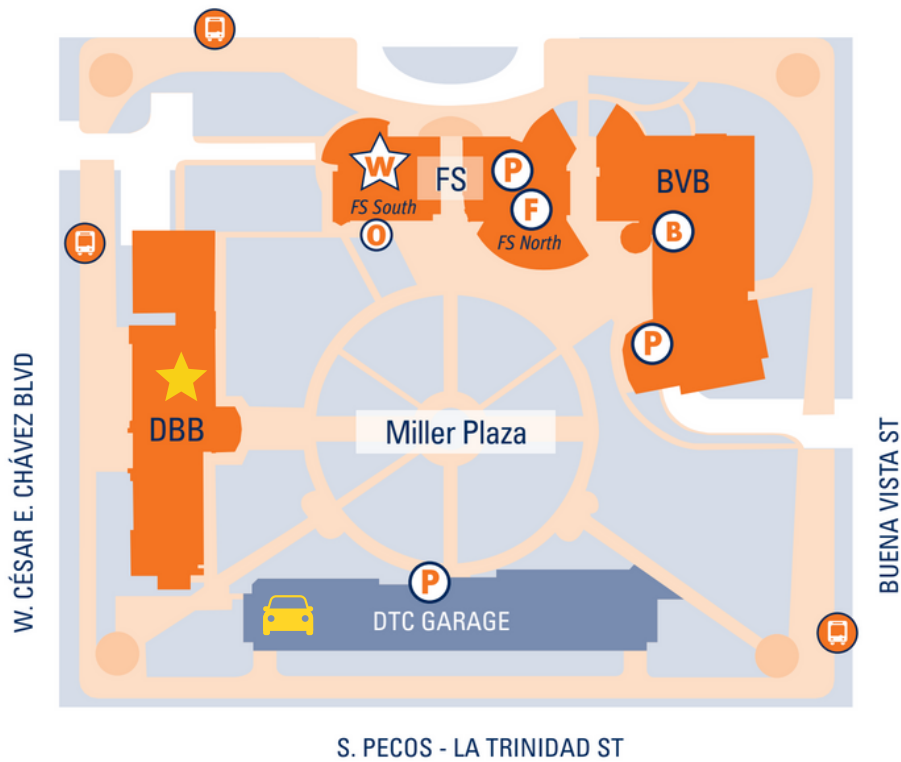 W
FS
P
FS South
F
BVB
O
FS North
B
P
W. CÉSAR E. CHÁVEZ BLVD
DBB
Miller Plaza
BUENA VISTA ST
P
DTC GARAGE
S. PECOS - LA TRINIDAD ST